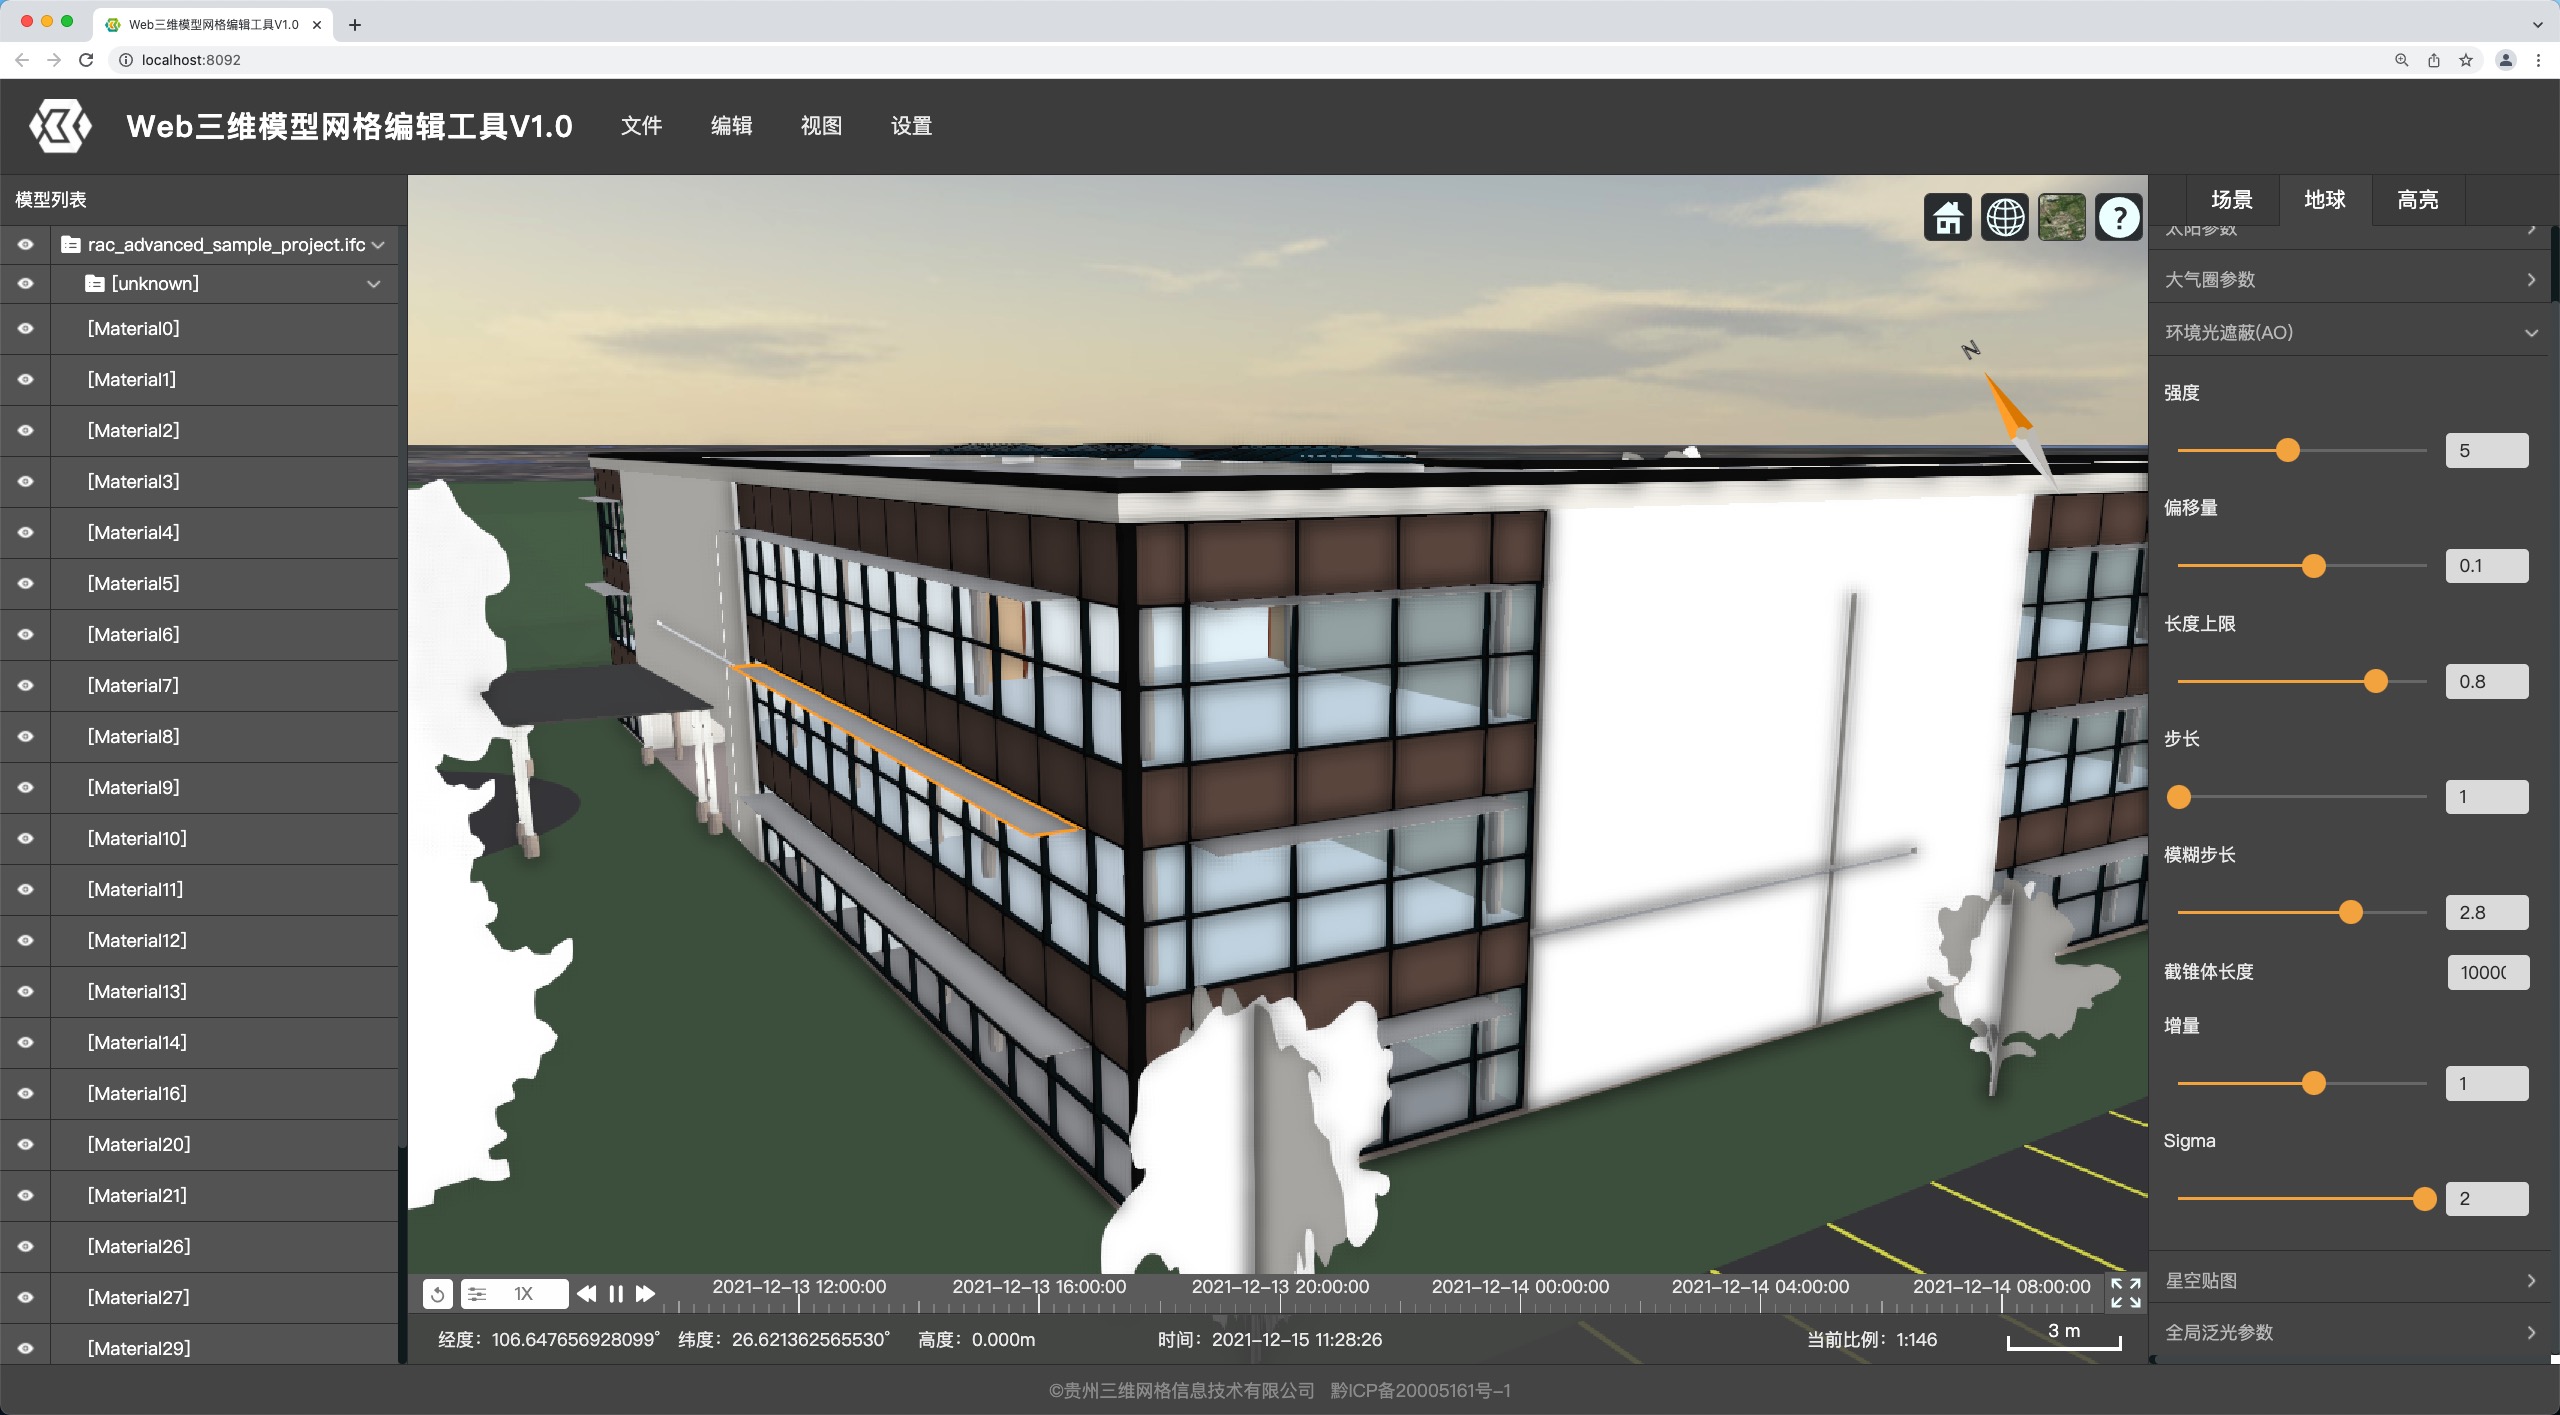 Web三维模型网格编辑工具V1.0
localhost:8092
Web三维模型网格编辑工具V1.0 文件 编辑 视图 设置
模型列表
rac_advanced_sample_project.ifc
[unknown]
[Material0]
[Material1]
[Material2]
[Material3]
[Material4]
[Material5]
[Material6]
[Material7]
[Material8]
[Material9]
[Material10]
[Material11]
[Material12]
[Material13]
[Material14]
[Material16]
[Material20]
[Material21]
[Material26]
[Material27]
[Material29]
?
N
场景 地球 高亮
太阳参数
大气圈参数
环境光遮蔽(AO)
强度
5
偏移量
0.1
长度上限
0.8
步长
1
模糊步长
2.8
截锥体长度 1000
增量
1
Sigma
2
星空贴图
全局泛光参数
1X
2021-12-13 12:00:00 2021-12-13 16:00:00 2021-12-13 20:00:00 2021-12-14 00:00:00 2021-12-14 04:00:00 2021-12-14 08:00:00
经度：106.647656928099° 纬度：26.621362565530° 高度：0.000m 时间：2021-12-15 11:28:26 当前比例：1:146 3 m
©贵州三维网格信息技术有限公司 黔ICP备20005161号-1